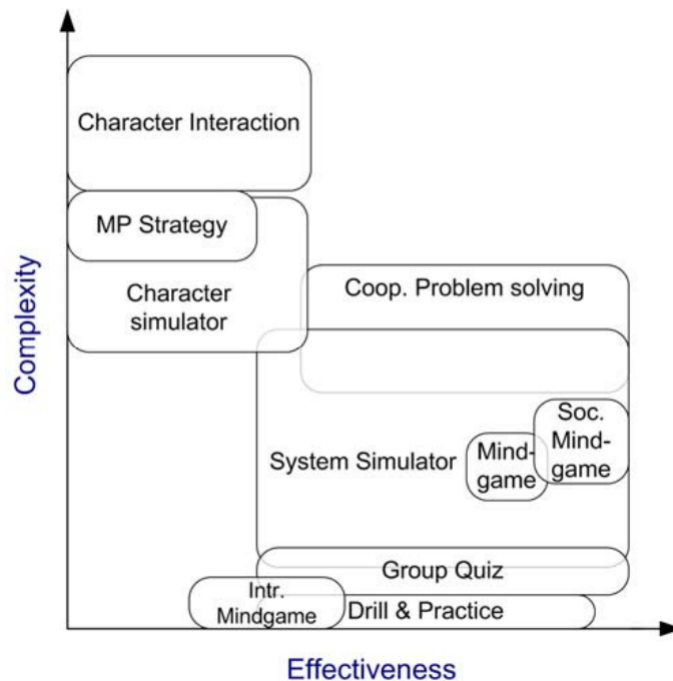 Character Interaction
MP Strategy
Character
simulator
Coop. Problem solving
Complexity
Soc.
Mind-
game
Mind-
game
System Simulator
Group Quiz
Intr.
Mindgame
Drill & Practice
Effectiveness